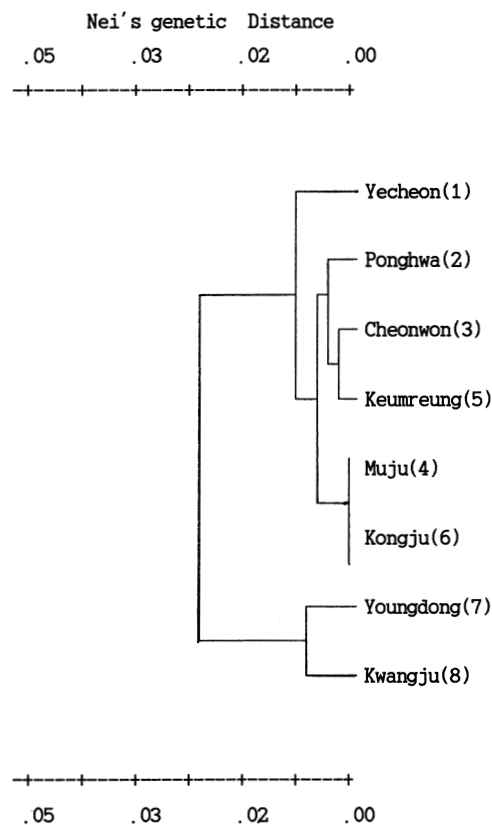 Nei's genetic Distance
.05 .03 .02 .00
Yecheon(1)
Ponghwa(2)
Cheonwon(3)
Keumreung(5)
Muju(4)
Kongju(6)
Youngdong(7)
Kwangju(8)
.05 .03 .02 .00